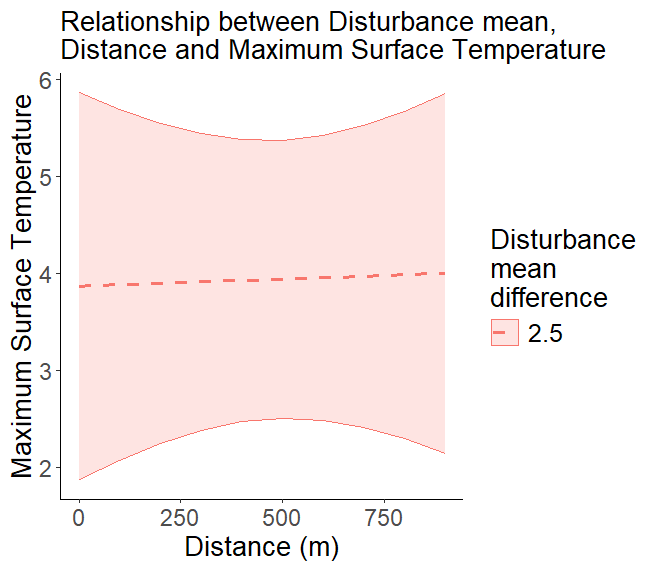 Relationship between Disturbance mean,
Distance and Maximum Surface Temperature
Maximum Surface Temperature
6
5
4
3
2
0 250 500 750
Distance (m)
Disturbance
mean
difference
2.5